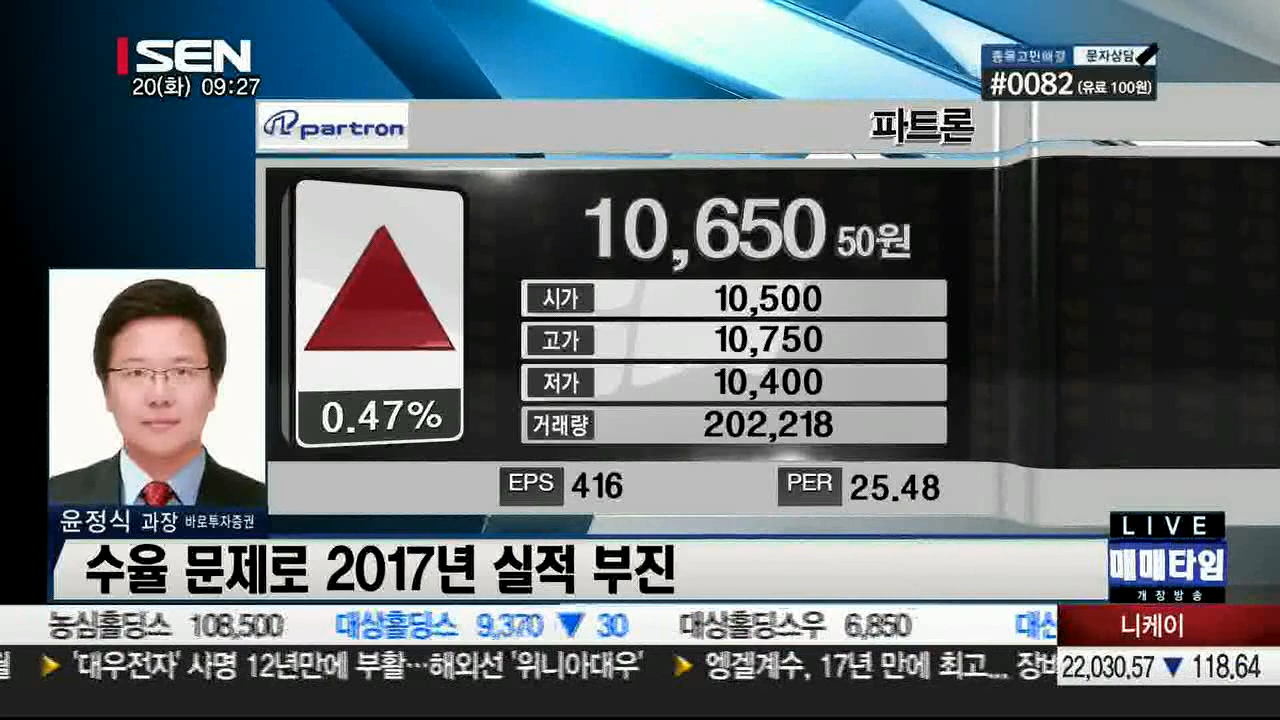 SEN
20(화) 09:27
종목고민해결 문자상담
#0082 (유료 100원)
partron
파트론
10,650 50원
시가 10,500
고가 10,750
저가 10,400
거래량 202,218
0.47%
EPS 416 PER 25.48
윤정식 과장 바로투자증권
수율 문제로 2017년 실적 부진
LIVE
매매타임
개장방송
농심홀딩스 108,500 대상홀딩스 9,370 ▼ 30 대상홀딩스우 6,850
니케이
'대우전자' 사명 12년만에 부활…해외선 '위니아대우' 엥겔계수, 17년 만에 최고...
22,030.57 ▼ 118.64